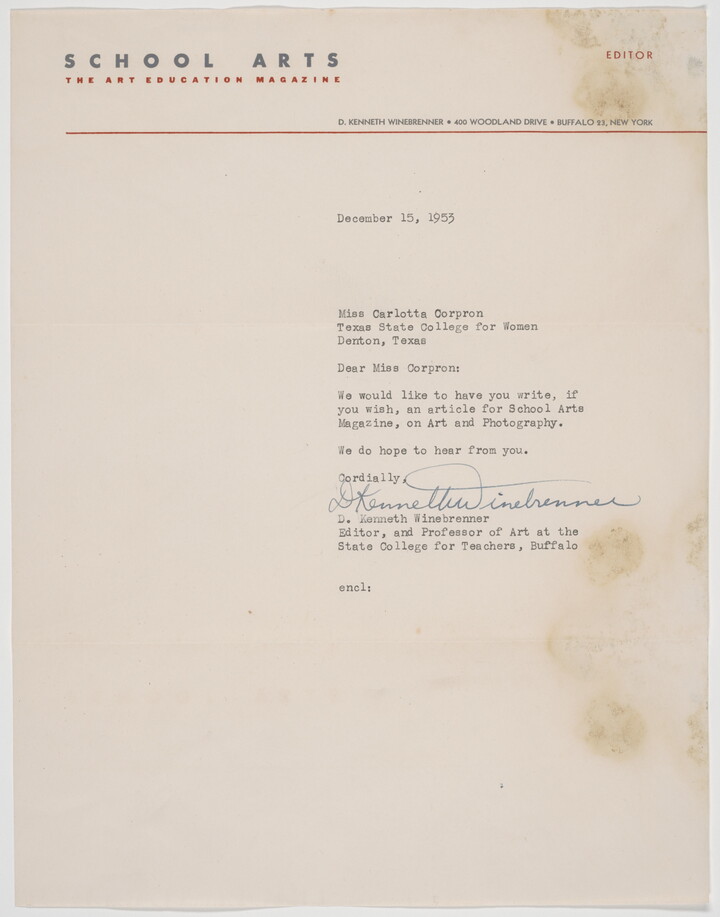 SCHOOL ARTS
THE ART EDUCATION MAGAZINE
EDITOR
D. KENNETH WINEBRENNER • 400 WOODLAND DRIVE • BUFFALO 23, NEW YORK
December 15, 1953
Miss Carlotta Corpron
Texas State College for Women
Denton, Texas
Dear Miss Corpron:
We would like to have you write, if
you wish, an article for School Arts
Magazine, on Art and Photography.
We do hope to hear from you.
Cordially,
D Kenneth Winebrenner
D. Kenneth Winebrenner
Editor, and Professor of Art at the
State College for Teachers, Buffalo
encl: